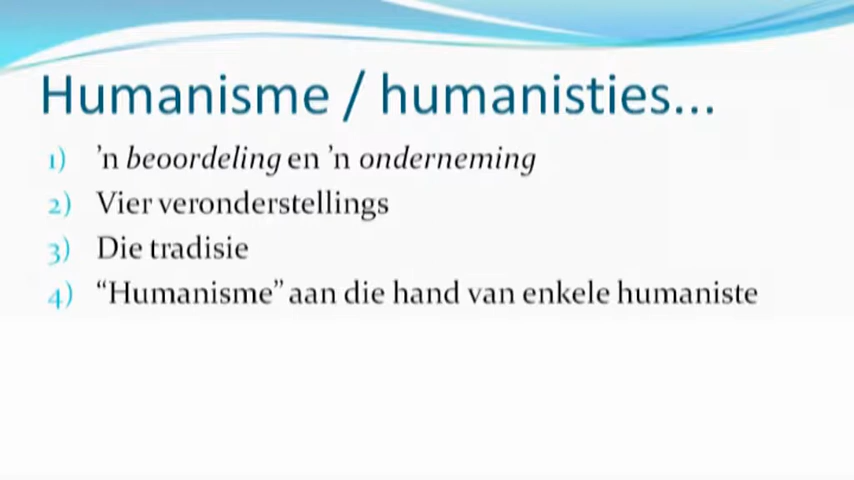 Humanisme / humanisties...
1) ’n beoordeling en ’n onderneming
2) Vier veronderstellings
3) Die tradisie
4) “Humanisme” aan die hand van enkele humaniste